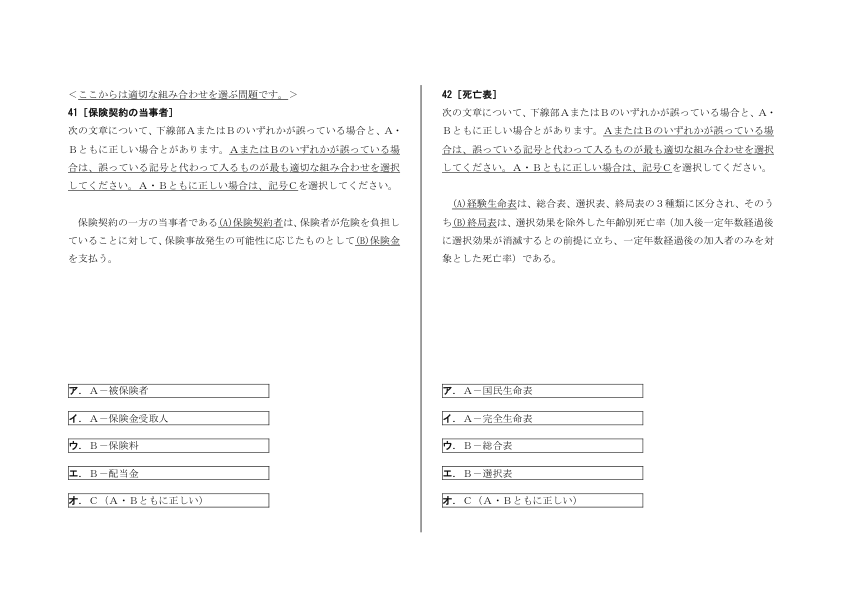 ＜ここからは適切な組み合わせを選ぶ問題です。＞
41［保険契約の当事者］
次の文章について、下線部ＡまたはＢのいずれかが誤っている場合と、Ａ・
Ｂともに正しい場合とがあります。ＡまたはＢのいずれかが誤っている場
合は、誤っている記号と代わって入るものが最も適切な組み合わせを選択
してください。Ａ・Ｂともに正しい場合は、記号Ｃを選択してください。
保険契約の一方の当事者である(A)保険契約者は、保険者が危険を負担し
ていることに対して、保険事故発生の可能性に応じたものとして(B)保険金
を支払う。
ア．Ａ－被保険者
イ．Ａ－保険金受取人
ウ．Ｂ－保険料
エ．Ｂ－配当金
オ．Ｃ（Ａ・Ｂともに正しい）
42［死亡表］
次の文章について、下線部ＡまたはＢのいずれかが誤っている場合と、Ａ・
Ｂともに正しい場合とがあります。ＡまたはＢのいずれかが誤っている場
合は、誤っている記号と代わって入るものが最も適切な組み合わせを選択
してください。Ａ・Ｂともに正しい場合は、記号Ｃを選択してください。
(A)経験生命表は、総合表、選択表、終局表の３種類に区分され、そのう
ち(B)終局表は、選択効果を除外した年齢別死亡率（加入後一定年数経過後
に選択効果が消滅するとの前提に立ち、一定年数経過後の加入者のみを対
象とした死亡率）である。
ア．Ａ－国民生命表
イ．Ａ－完全生命表
ウ．Ｂ－総合表
エ．Ｂ－選択表
オ．Ｃ（Ａ・Ｂともに正しい）